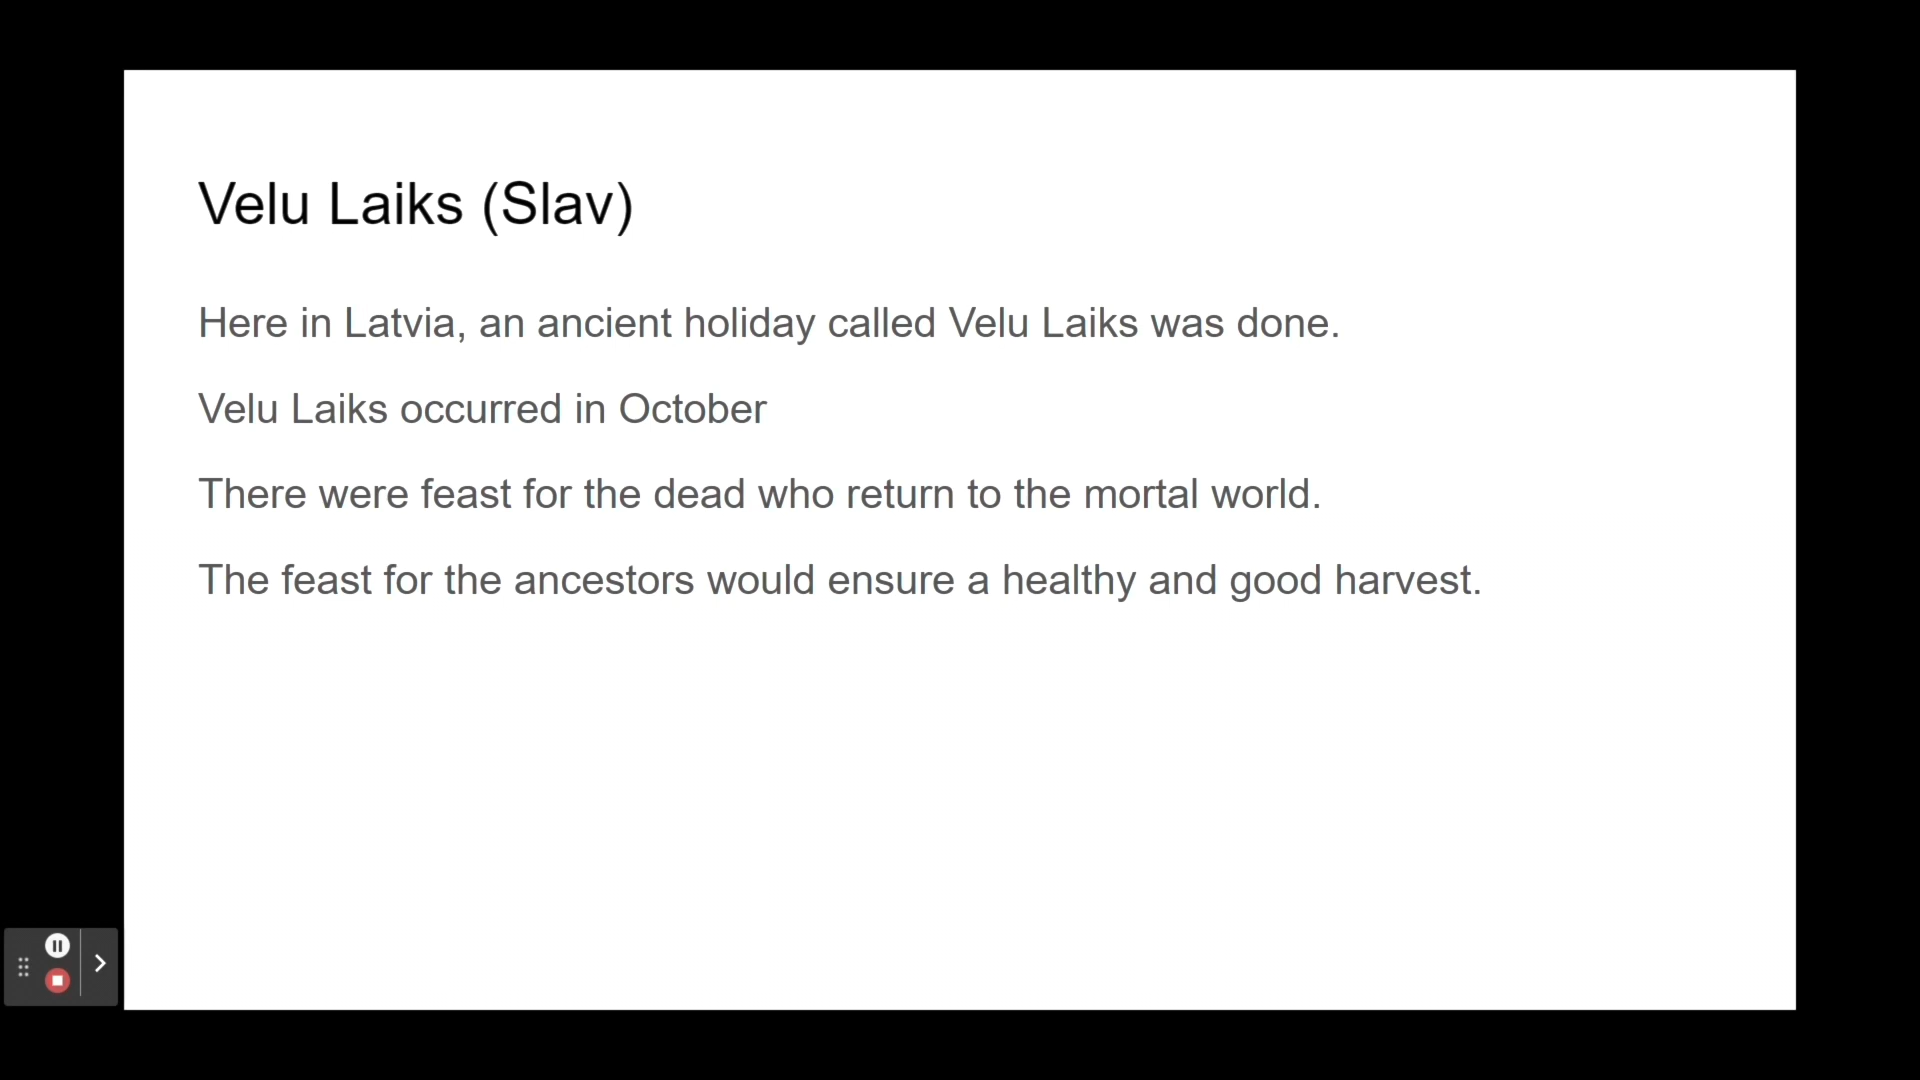 Velu Laiks (Slav)
Here in Latvia, an ancient holiday called Velu Laiks was done.
Velu Laiks occurred in October
There were feast for the dead who return to the mortal world.
The feast for the ancestors would ensure a healthy and good harvest.